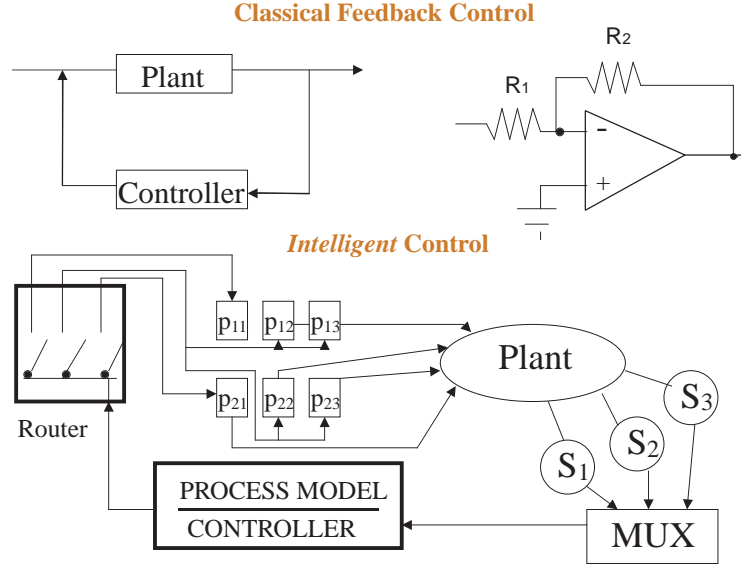 Classical Feedback Control
Plant
Controller
R1
R2
-
+
Intelligent Control
p11
p12
p13
p21
p22
p23
Router
Plant
S1
S2
S3
PROCESS MODEL
CONTROLLER
MUX